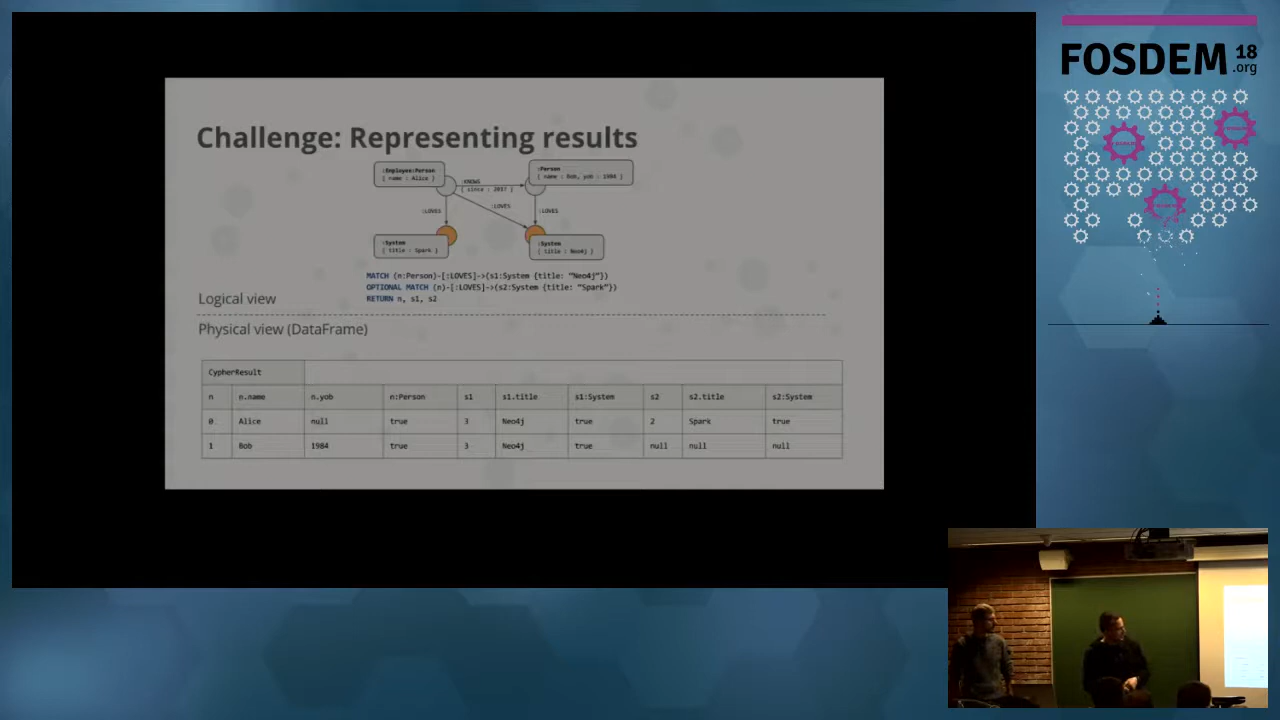 FOSDEM 18
.org
Challenge: Representing results
:Employee:Person
{ name : Alice }
:Person
{ name : Bob, yob : 1984 }
:KNOWS
{ since : 2017 }
:LOVES
:LOVES
:LOVES
:System
{ title : Spark }
:System
{ title : Neo4j }
MATCH (n:Person)-[:LOVES]->(s1:System {title: "Neo4j"})
OPTIONAL MATCH (n)-[:LOVES]->(s2:System {title: "Spark"})
RETURN n, s1, s2
Logical view
Physical view (DataFrame)
CypherResult
n n.name n.yob n:Person s1 s1.title s1:System s2 s2.title s2:System
0 Alice null true 3 Neo4j true 2 Spark true
1 Bob 1984 true 3 Neo4j true null null null